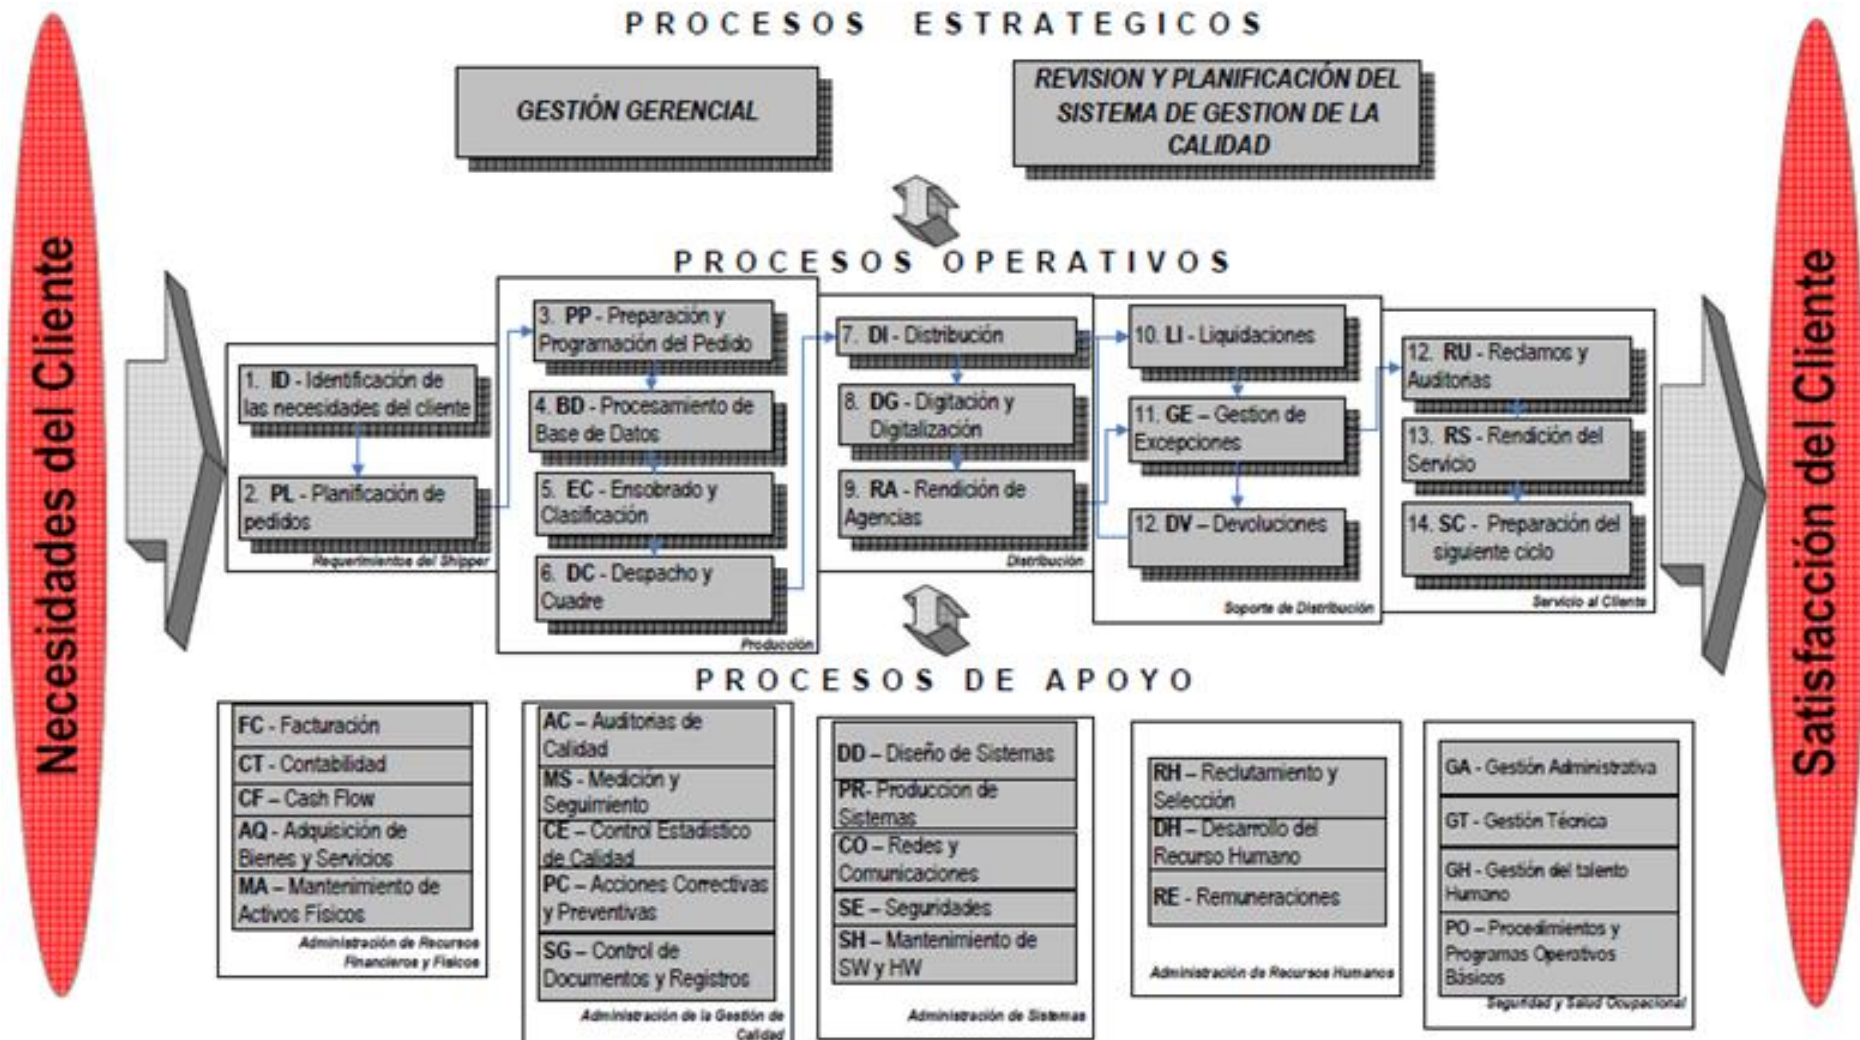 PROCESOS ESTRATEGICOS
GESTIÓN GERENCIAL
REVISION Y PLANIFICACIÓN DEL
SISTEMA DE GESTION DE LA
CALIDAD
Necesidades del Cliente
PROCESOS OPERATIVOS
1. ID - Identificación de
las necesidades del cliente
2. PL - Planificación de
pedidos
Requerimientos del Shipper
3. PP - Preparación y
Programación del Pedido
4. BD - Procesamiento de
Base de Datos
5. EC - Ensobrado y
Clasificación
6. DC - Despacho y
Cuadre
Producción
7. DI - Distribución
8. DG - Digitación y
Digitalización
9. RA - Rendición de
Agencias
Distribución
10. LI - Liquidaciones
11. GE – Gestion de
Excepciones
12. DV – Devoluciones
Soporte de Distribución
12. RU - Reclamos y
Auditorias
13. RS - Rendición del
Servicio
14. SC - Preparación del
siguiente ciclo
Servicio al Cliente
Satisfacción del Cliente
PROCESOS DE APOYO
FC - Facturación
CT - Contabilidad
CF – Cash Flow
AQ - Adquisición de
Bienes y Servicios
MA – Mantenimiento de
Activos Físicos
Administración de Recursos
Financieros y Fisicos
AC – Auditorias de
Calidad
MS - Medición y
Seguimiento
CE – Control Estadistico
de Calidad
PC – Acciones Correctivas
y Preventivas
SG – Control de
Documentos y Registros
Administración de la Gestión de
Calidad
DD – Diseño de Sistemas
PR- Produccion de
Sistemas
CO – Redes y
Comunicaciones
SE – Seguridades
SH – Mantenimiento de
SW y HW
Administración de Sistemas
RH – Reclutamiento y
Selección
DH – Desarrollo del
Recurso Humano
RE - Remuneraciones
Administración de Recursos Humanos
GA - Gestión Administrativa
GT - Gestión Técnica
GH - Gestión del talento
Humano
PO – Procedimientos y
Programas Operativos
Básicos
Seguridad y Salud Ocupacional